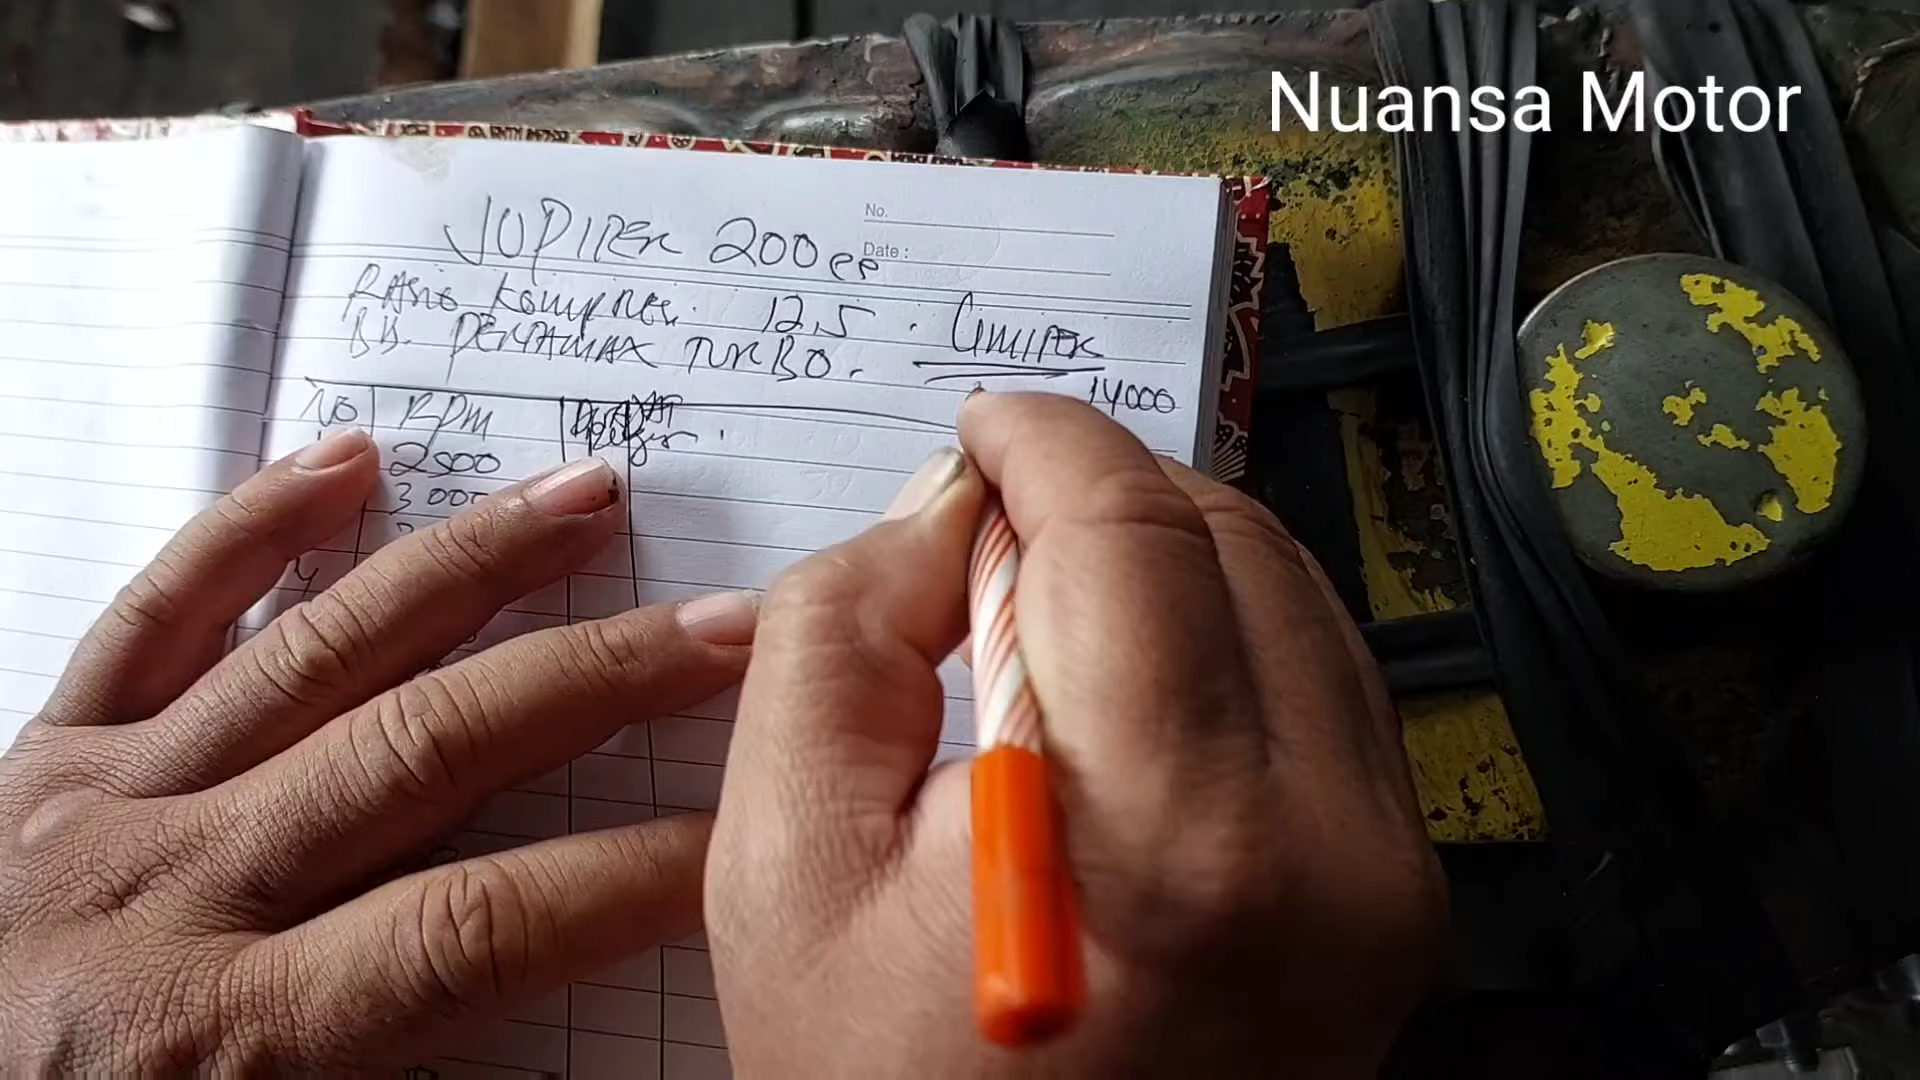 Nuansa Motor
No.
Date :
JUPITER 200cc
RASIO KOMPRESI. 12,5 . LIMITER
BB. PERTAMAX TURBO.
14000
NO RPM
2500
3000
4